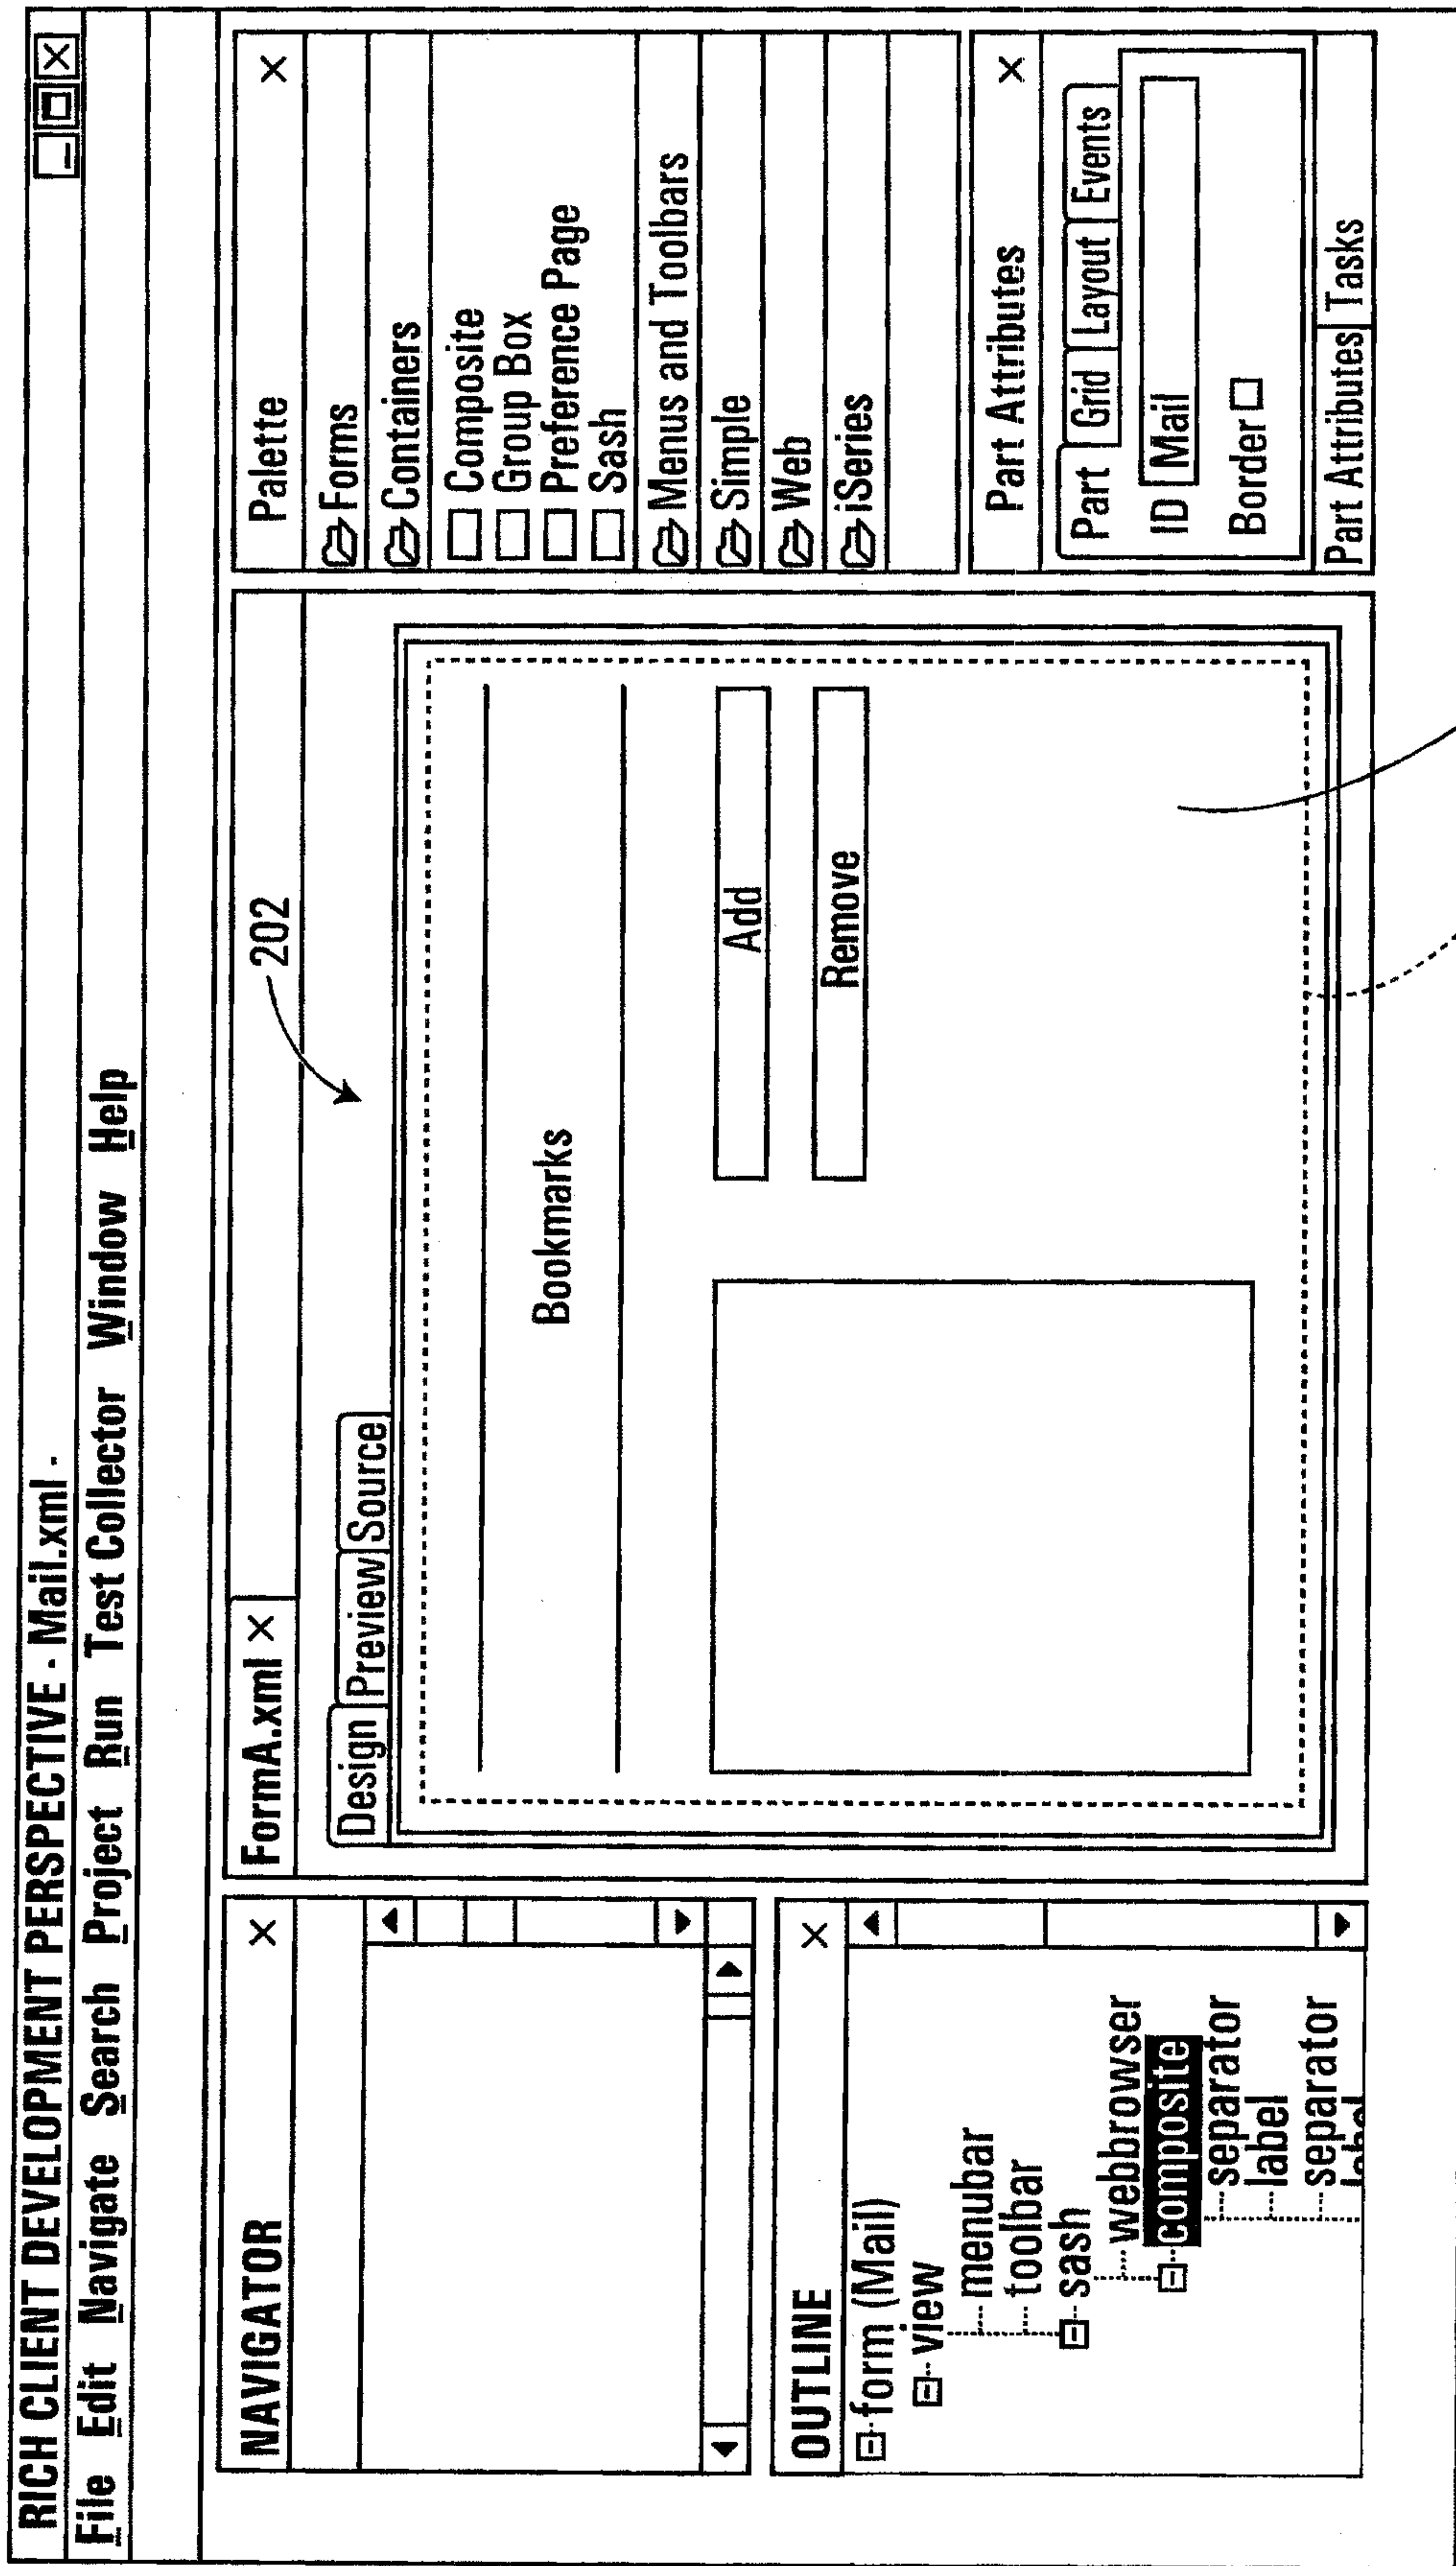 RICH CLIENT DEVELOPMENT PERSPECTIVE - Mail.xml -
File Edit Navigate Search Project Run Test Collector Window Help
NAVIGATOR
OUTLINE
form (Mail)
view
menubar
toolbar
sash
webbrowser
composite
separator
label
separator
label
FormA.xml
202
Design Preview Source
Bookmarks
Add
Remove
Palette
Forms
Containers
Composite
Group Box
Preference Page
Sash
Menus and Toolbars
Simple
Web
iSeries
Part Attributes
Part Grid Layout Events
ID Mail
Border
Part Attributes Tasks